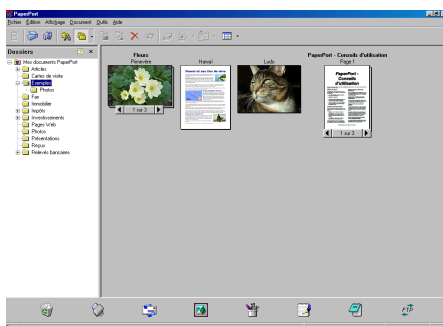 PaperPort
Fichier Edition Affichage Document Outils Aide
Dossiers
Mes documents PaperPort
Articles
Cartes de visite
Exemples
Photos
Fax
Immobilier
Impôts
Investissements
Pages Web
Photos
Présentations
Reçus
Relevés bancaires
Fleurs
Hawaï
Ludo
PaperPort - Conseils d'utilisation
Page 1
PaperPort -
Conseils
d'utilisation
1 sur 3
1 sur 3
FTP